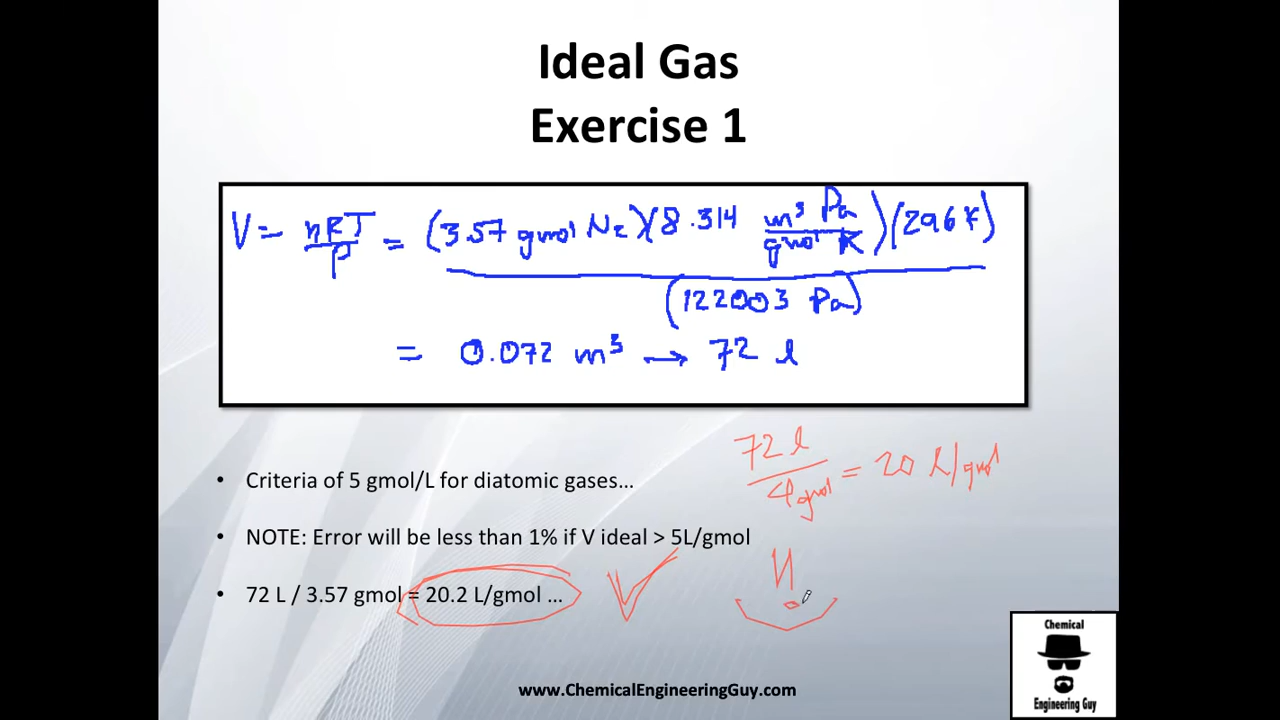 Ideal Gas
Exercise 1
V = nRT/P = (3.57 gmol N2)(8.314 m³ Pa/gmol K)(296 K)
(122003 Pa)
= 0.072 m³ → 72 l
72 l/4 gmol = 20 L/gmol
• Criteria of 5 gmol/L for diatomic gases...
• NOTE: Error will be less than 1% if V ideal > 5L/gmol
• 72 L / 3.57 gmol = 20.2 L/gmol ...
Chemical
Engineering Guy
www.ChemicalEngineeringGuy.com